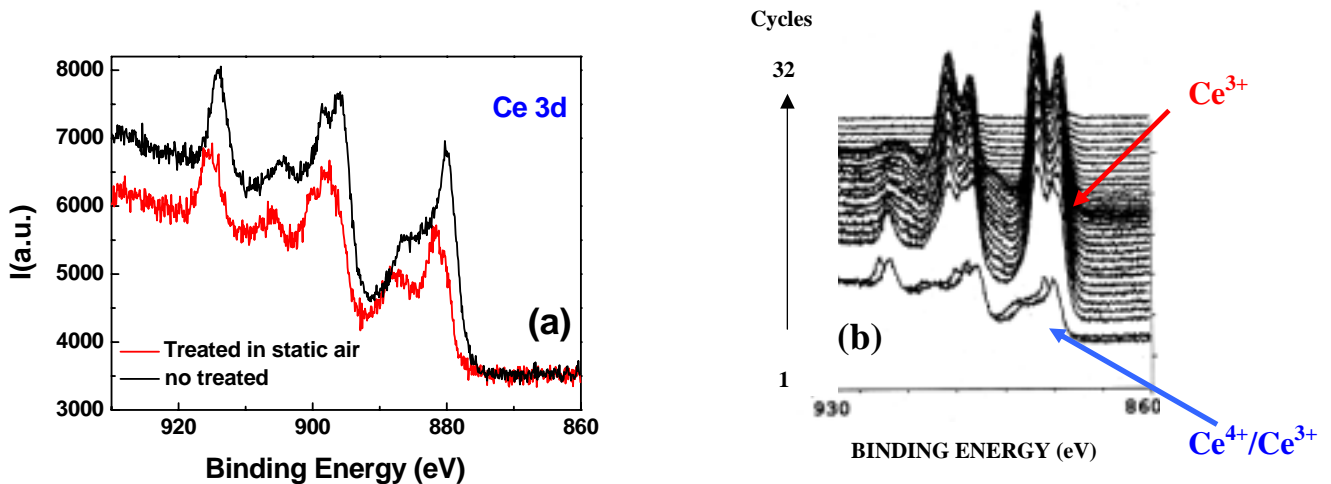 8000
7000
6000
5000
4000
3000
I(a.u.)
Ce 3d
(a)
Treated in static air
no treated
920 900 880 860
Binding Energy (eV)
Cycles
32
1
Ce³⁺
(b)
930 860
BINDING ENERGY (eV)
Ce⁴⁺/Ce³⁺